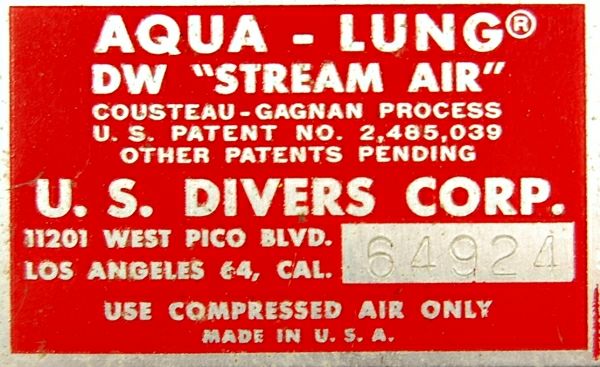 AQUA - LUNG®
DW "STREAM AIR"
COUSTEAU-GAGNAN PROCESS
U. S. PATENT NO. 2,485,039
OTHER PATENTS PENDING
U. S. DIVERS CORP.
11201 WEST PICO BLVD.
LOS ANGELES 64, CAL. 64924
USE COMPRESSED AIR ONLY
MADE IN U. S. A.